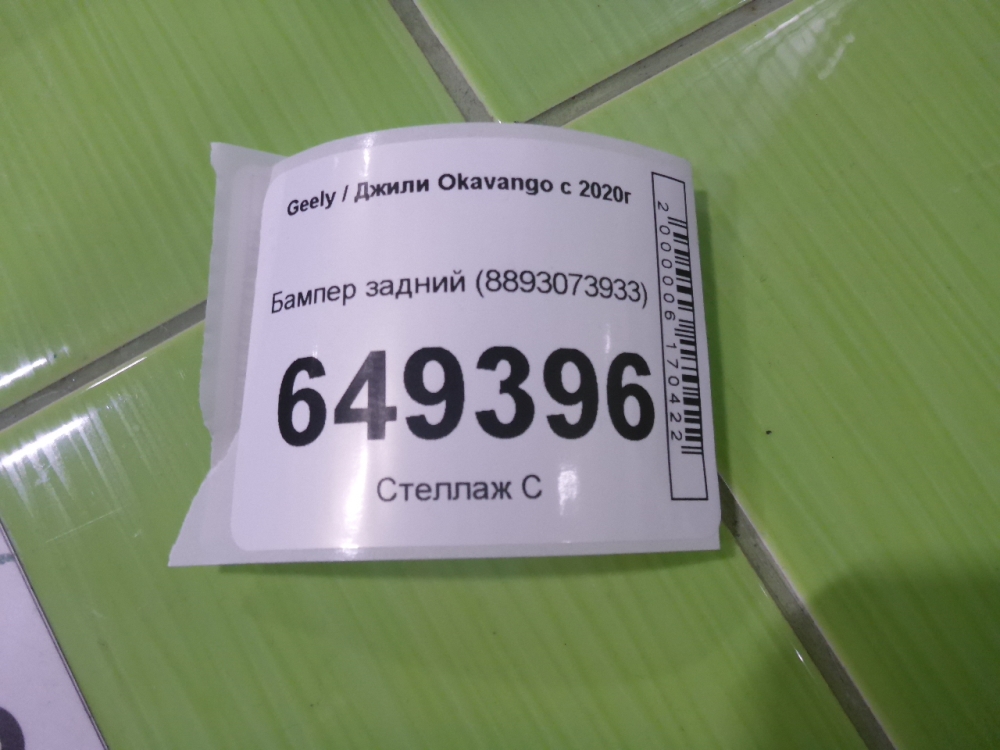 Geely / Джили Okavango с 2020г
Бампер задний (8893073933)
649396
Стеллаж С
2000006170422